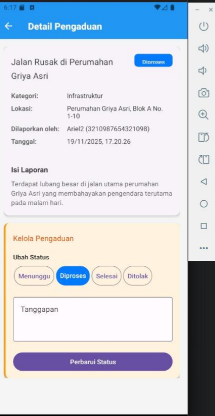 6:17
Detail Pengaduan
Jalan Rusak di Perumahan
Griya Asri
Diproses
Kategori: Infrastruktur
Lokasi: Perumahan Griya Asri, Blok A No.
1-10
Dilaporkan oleh: Ariel2 (3210987654321098)
Tanggal: 19/11/2025, 17.20.26
Isi Laporan
Terdapat lubang besar di jalan utama perumahan
Griya Asri yang membahayakan pengendara terutama
pada malam hari.
Kelola Pengaduan
Ubah Status
Menunggu Diproses Selesai Ditolak
Tanggapan
Perbarui Status